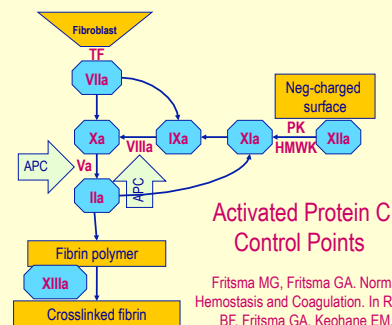 Fibroblast
TF
VIIa
Neg-charged
surface
Xa
VIIIa
IXa
XIa
PK
HMWK
XIIa
APC
Va
APC
IIa
Activated Protein C
Control Points
Fibrin polymer
XIIIa
Crosslinked fibrin
Fritsma MG, Fritsma GA. Norm
Hemostasis and Coagulation. In R
BF, Fritsma GA, Keohane EM.